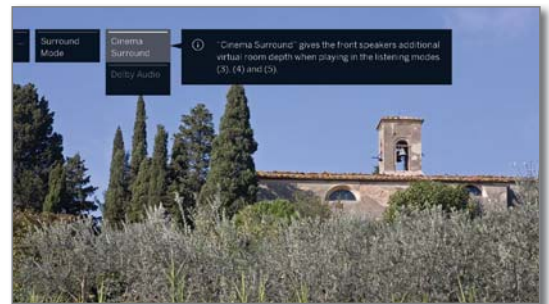 Surround
Mode
Cinema
Surround
Dolby Audio
"Cinema Surround" gives the front speakers additional
virtual room depth when playing in the listening modes
(3), (4) and (5).